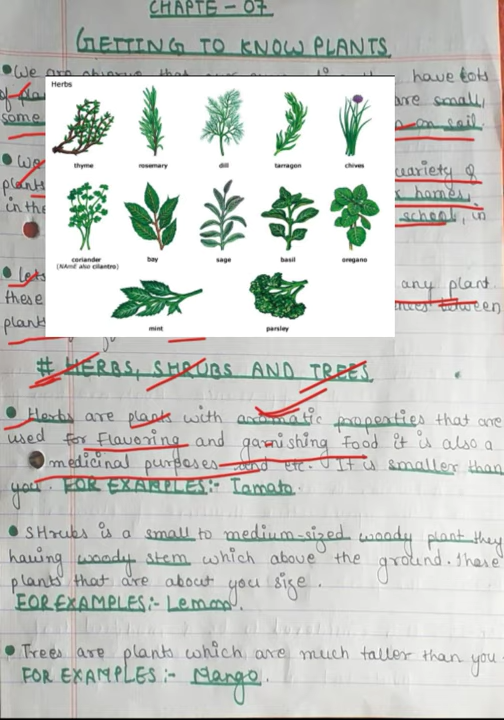 CHAPTE - 07
GETTING TO KNOW PLANTS
have lots
are small,
some on soil.
We variety of
plants homes,
in the school, in
Lets any plant
these
plants
Herbs
thyme rosemary dill tarragon chives
coriander bay sage basil oregano
(NAmE also cilantro)
mint parsley
# HERBS, SHRUBS AND TREES
Herbs are plants with aromatic properties that are
used for flavoring and garnishing food it is also a
medicinal purposes and etc. It is smaller than
you. FOR EXAMPLES:- Tamato.
SHrubs is a small to medium-sized woody plant they
having woody stem which above the ground. These
plants that are about you size.
FOR EXAMPLES:- Lemon.
Trees are plants which are much taller than you.
FOR EXAMPLES :- Mango.